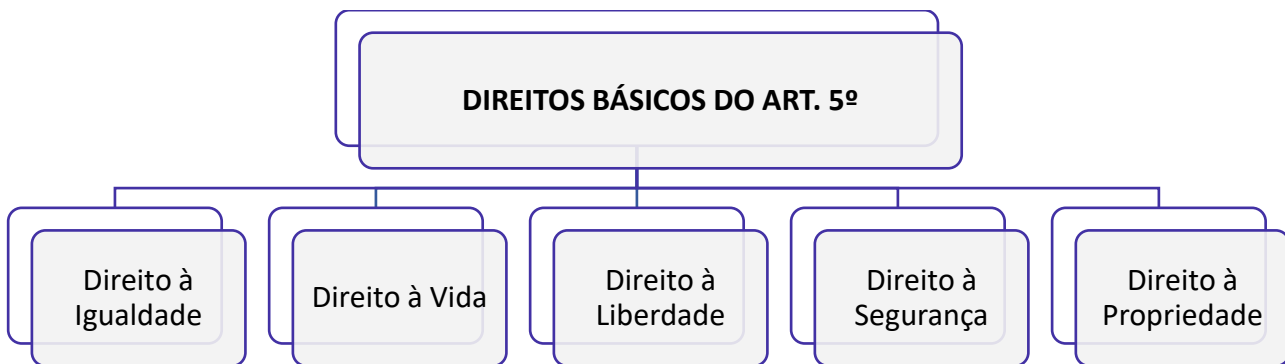 DIREITOS BÁSICOS DO ART. 5º
Direito à
Igualdade
Direito à Vida
Direito à
Liberdade
Direito à
Segurança
Direito à
Propriedade